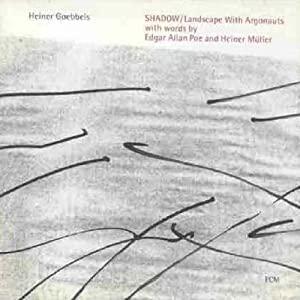 Heiner Goebbels
SHADOW/Landscape With Argonauts
with words by
Edgar Allan Poe and Heiner Müller
ECM